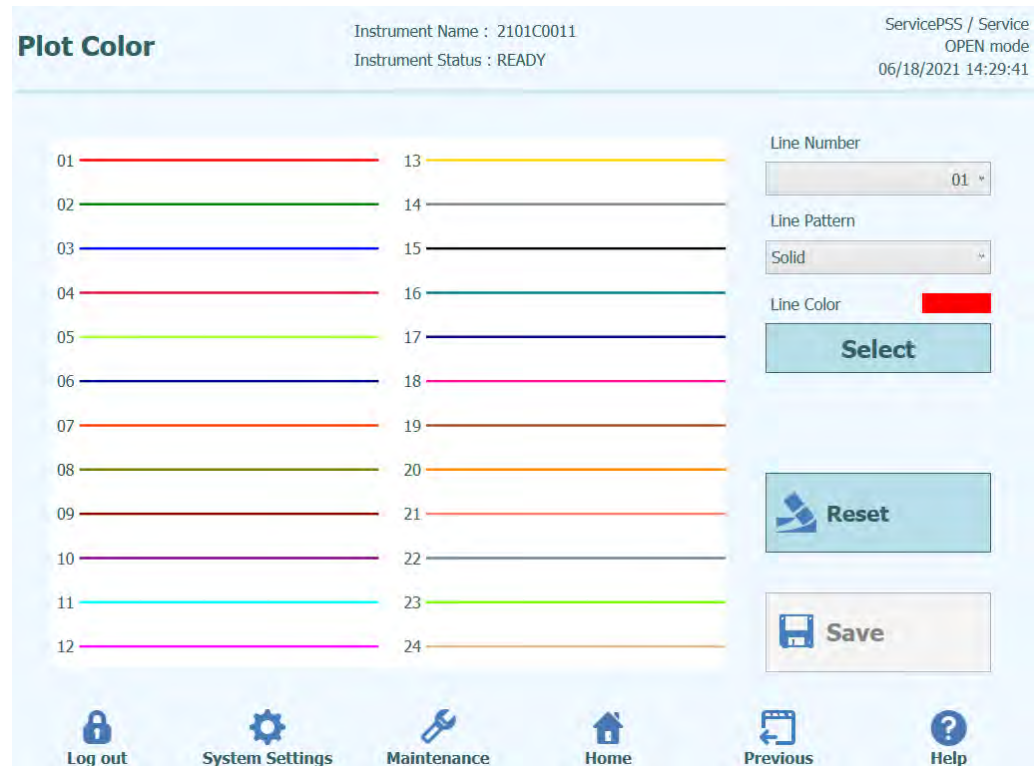 Plot Color
Instrument Name : 2101C0011
Instrument Status : READY
ServicePSS / Service
OPEN mode
06/18/2021 14:29:41
01
02
03
04
05
06
07
08
09
10
11
12
13
14
15
16
17
18
19
20
21
22
23
24
Line Number
01
Line Pattern
Solid
Line Color
Select
Reset
Save
Log out
System Settings
Maintenance
Home
Previous
Help